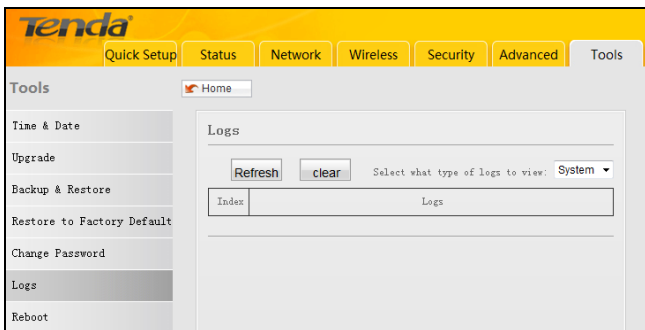 Tenda
Quick Setup Status Network Wireless Security Advanced Tools
Tools
Home
Time & Date
Upgrade
Backup & Restore
Restore to Factory Default
Change Password
Logs
Reboot
Logs
Refresh clear Select what type of logs to view: System
Index Logs